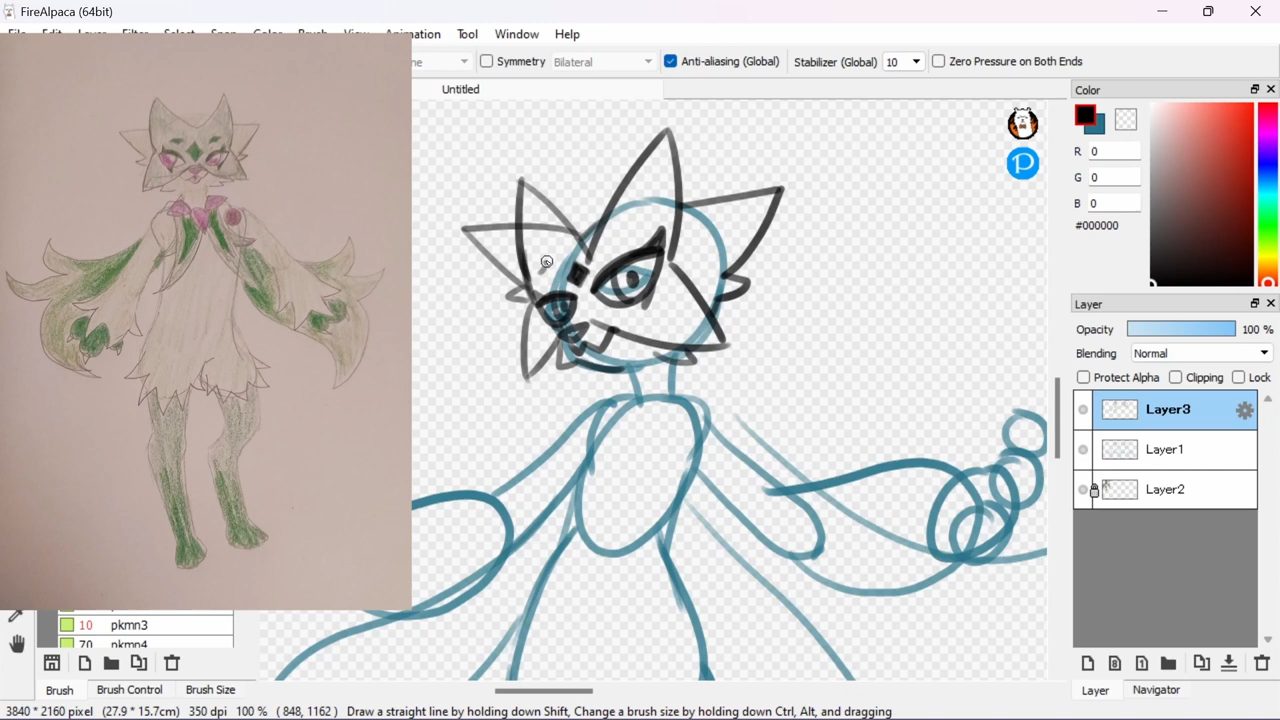 FireAlpaca (64bit)
Tool Window Help
Symmetry Bilateral Anti-aliasing (Global) Stabilizer (Global) 10 Zero Pressure on Both Ends
Untitled
Color
R 0
G 0
B 0
#000000
Layer
Opacity 100 %
Blending Normal
Protect Alpha Clipping Lock
Layer3
Layer1
Layer2
10 pkmn3
70 pkmn4
Brush Brush Control Brush Size
Layer Navigator
3840 * 2160 pixel (27.9 * 15.7cm) 350 dpi 100 % ( 848, 1162 ) Draw a straight line by holding down Shift, Change a brush size by holding down Ctrl, Alt, and dragging